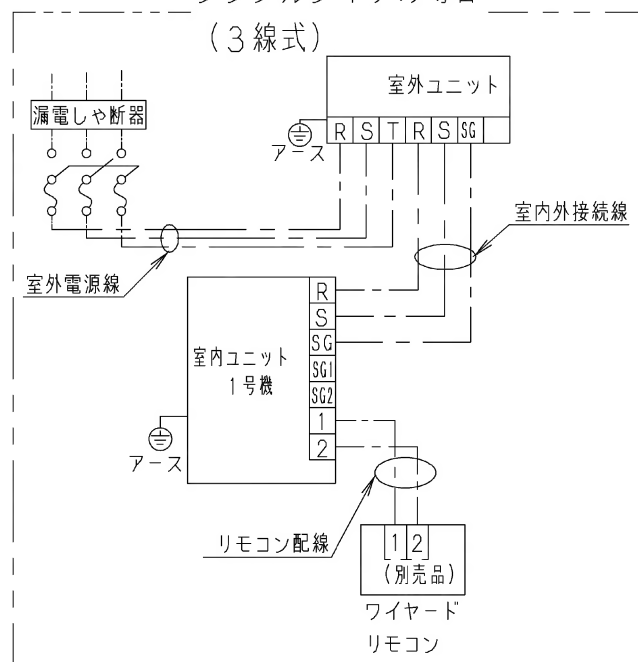 (3線式)
室外ユニット
漏電しゃ断器
アース
R S T R S SG
室内外接続線
室外電源線
R
S
SG
SG1
SG2
1
2
室内ユニット
1号機
アース
リモコン配線
1 2
(別売品)
ワイヤード
リモコン